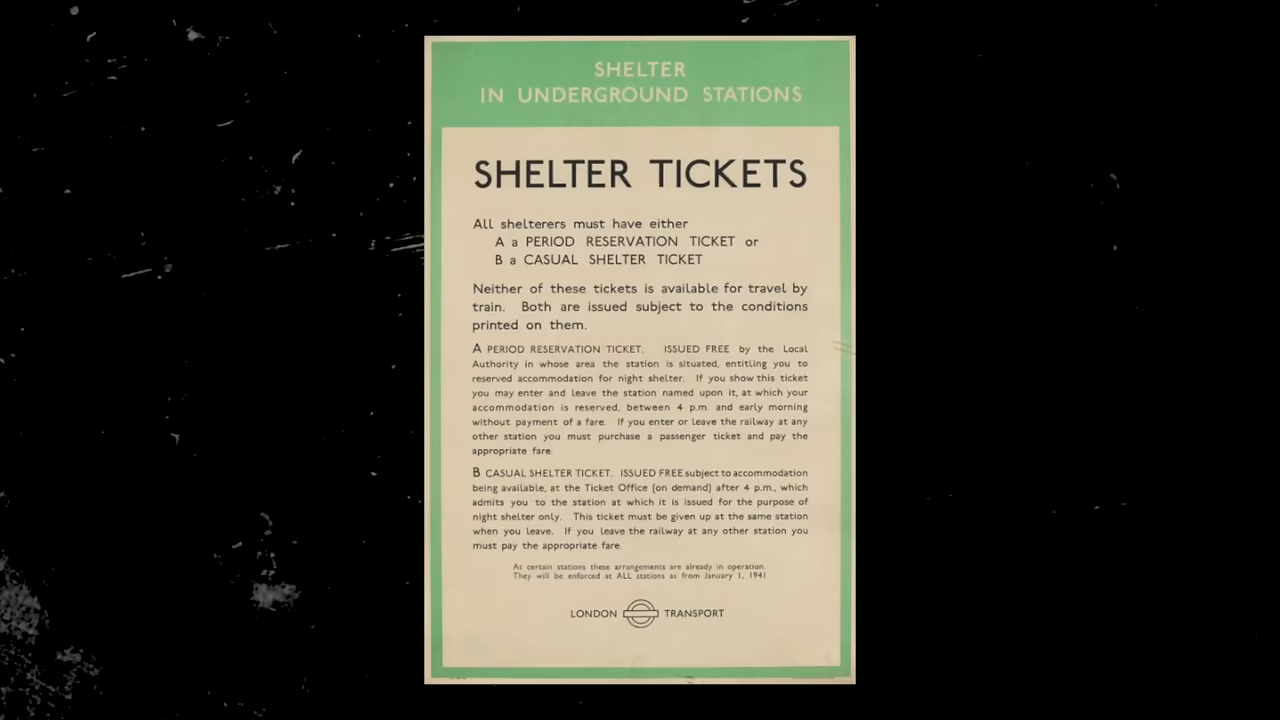 SHELTER
IN UNDERGROUND STATIONS
SHELTER TICKETS
All shelterers must have either
A a PERIOD RESERVATION TICKET or
B a CASUAL SHELTER TICKET
Neither of these tickets is available for travel by
train. Both are issued subject to the conditions
printed on them.
A PERIOD RESERVATION TICKET. ISSUED FREE by the Local
Authority in whose area the station is situated, entitling you to
reserved accommodation for night shelter. If you show this ticket
you may enter and leave the station named upon it, at which your
accommodation is reserved, between 4 p.m. and early morning
without payment of a fare. If you enter or leave the railway at any
other station you must purchase a passenger ticket and pay the
appropriate fare.
B CASUAL SHELTER TICKET. ISSUED FREE subject to accommodation
being available, at the Ticket Office (on demand) after 4 p.m., which
admits you to the station at which it is issued for the purpose of
night shelter only. This ticket must be given up at the same station
when you leave. If you leave the railway at any other station you
must pay the appropriate fare.
At certain stations these arrangements are already in operation.
They will be enforced at ALL stations as from January 1, 1941
LONDON TRANSPORT